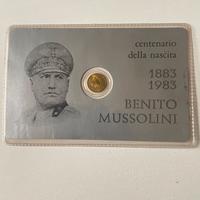 centenario
della nascita
1883
1983
BENITO
MUSSOLINI